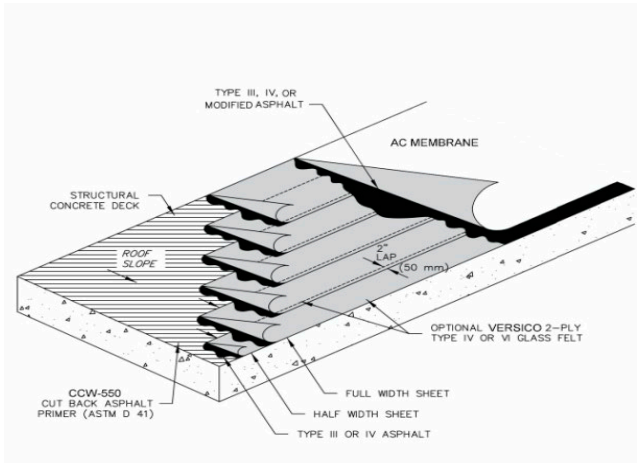 TYPE III, IV, OR
MODIFIED ASPHALT
AC MEMBRANE
STRUCTURAL
CONCRETE DECK
ROOF
SLOPE
2"
LAP
(50 mm)
OPTIONAL VERSICO 2-PLY
TYPE IV OR VI GLASS FELT
CCW-550
CUT BACK ASPHALT
PRIMER (ASTM D 41)
FULL WIDTH SHEET
HALF WIDTH SHEET
TYPE III OR IV ASPHALT